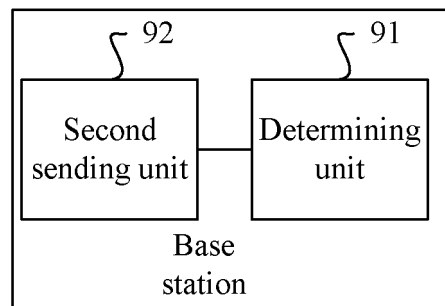 92
91
Second
sending unit
Determining
unit
Base
station